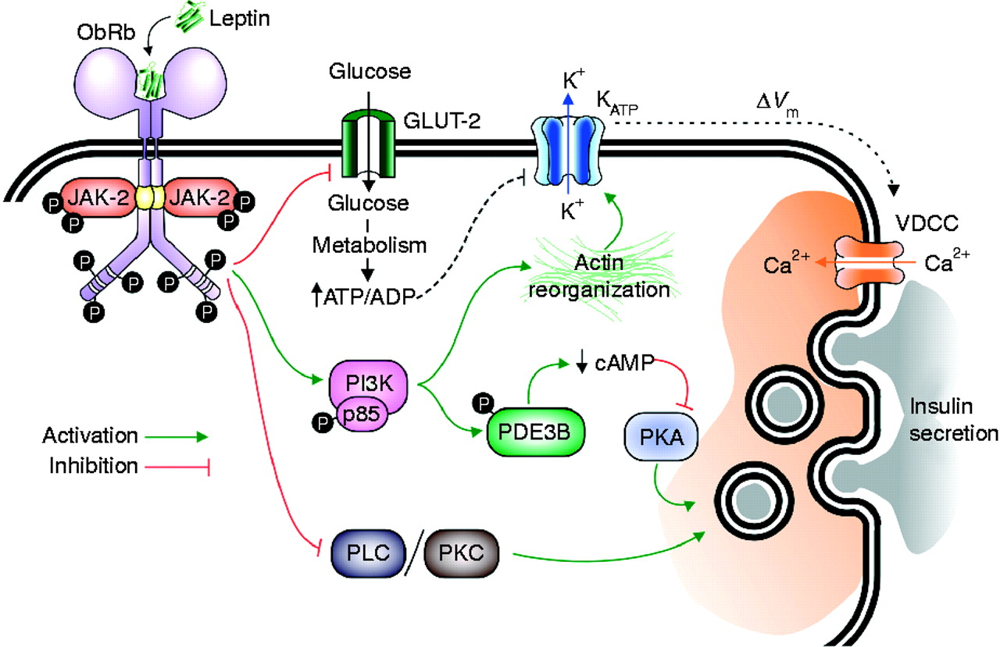 Leptin
ObRb
Glucose
K+
KATP
ΔVm
GLUT-2
JAK-2
JAK-2
P
P
P
P
Glucose
K+
VDCC
Metabolism
Ca2+
Ca2+
P
P
P
P
P
P
Actin
reorganization
↑ATP/ADP
↓ cAMP
PI3K
p85
P
P
PDE3B
PKA
Insulin
secretion
Activation
Inhibition
PLC
/
PKC